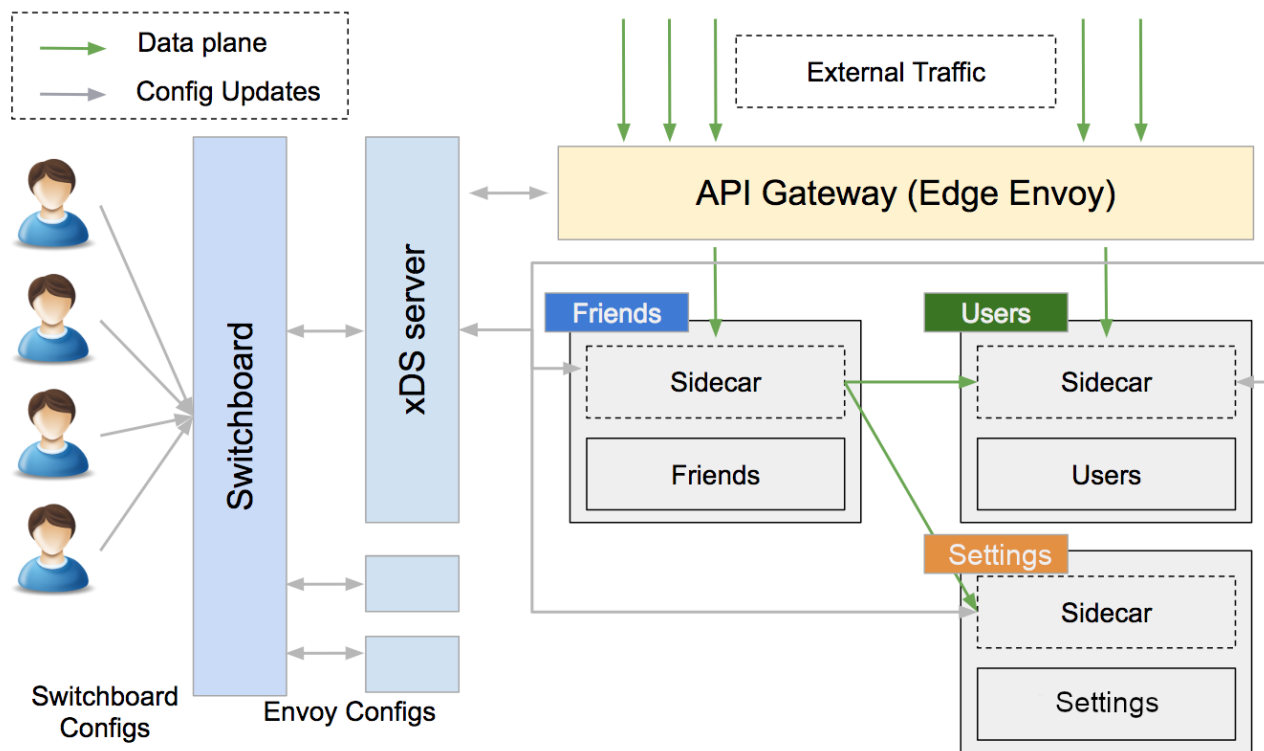 Data plane
Config Updates
External Traffic
API Gateway (Edge Envoy)
Switchboard
xDS server
Friends
Users
Sidecar
Sidecar
Friends
Users
Settings
Sidecar
Settings
Switchboard
Configs
Envoy Configs